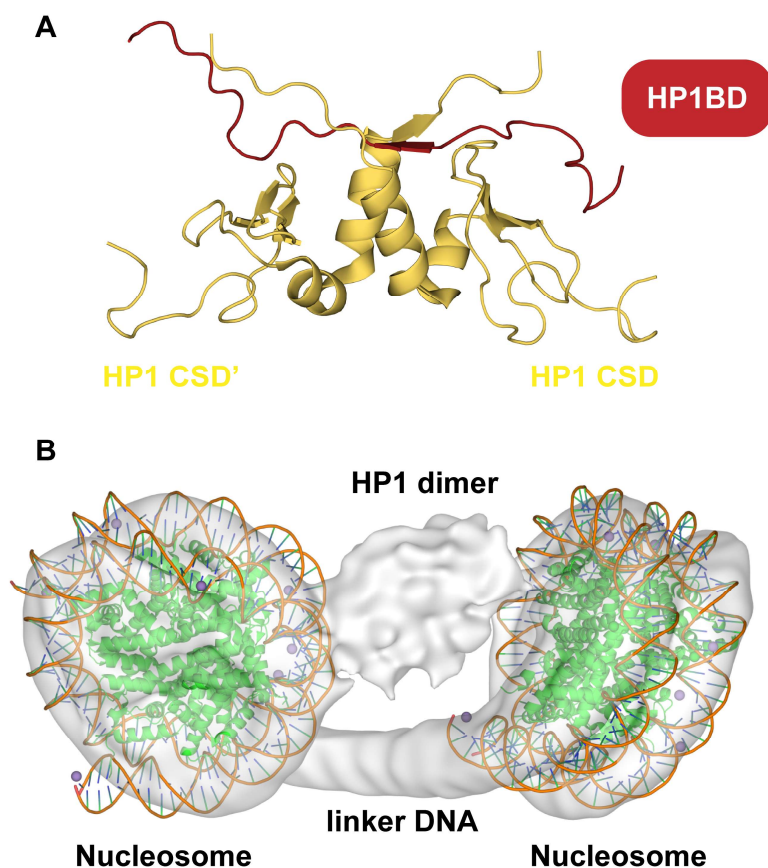 A
HP1BD
HP1 CSD’
HP1 CSD
B
HP1 dimer
linker DNA
Nucleosome
Nucleosome